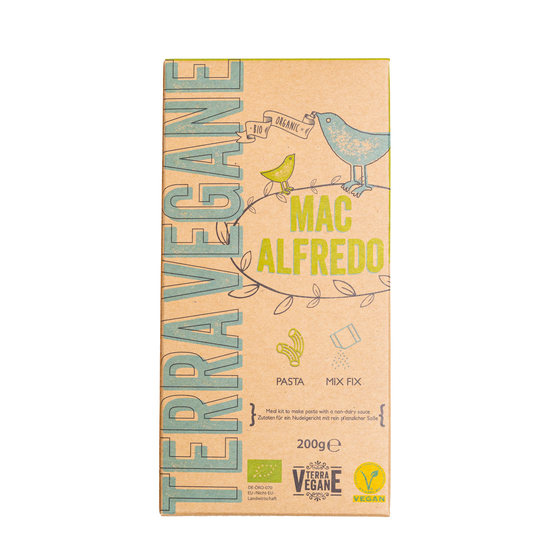 TERRAVEGANE
BIO
ORGANIC
MAC
ALFREDO
PASTA
MIX FIX
Meal kit to make pasta with a non-dairy sauce
Zutaten für ein Nudelgericht mit rein pflanzlicher Soße
200g℮
DE-ÖKO-070
EU-/Nicht EU-
Landwirtschaft
TERRA
VEGANE
V
VEGAN